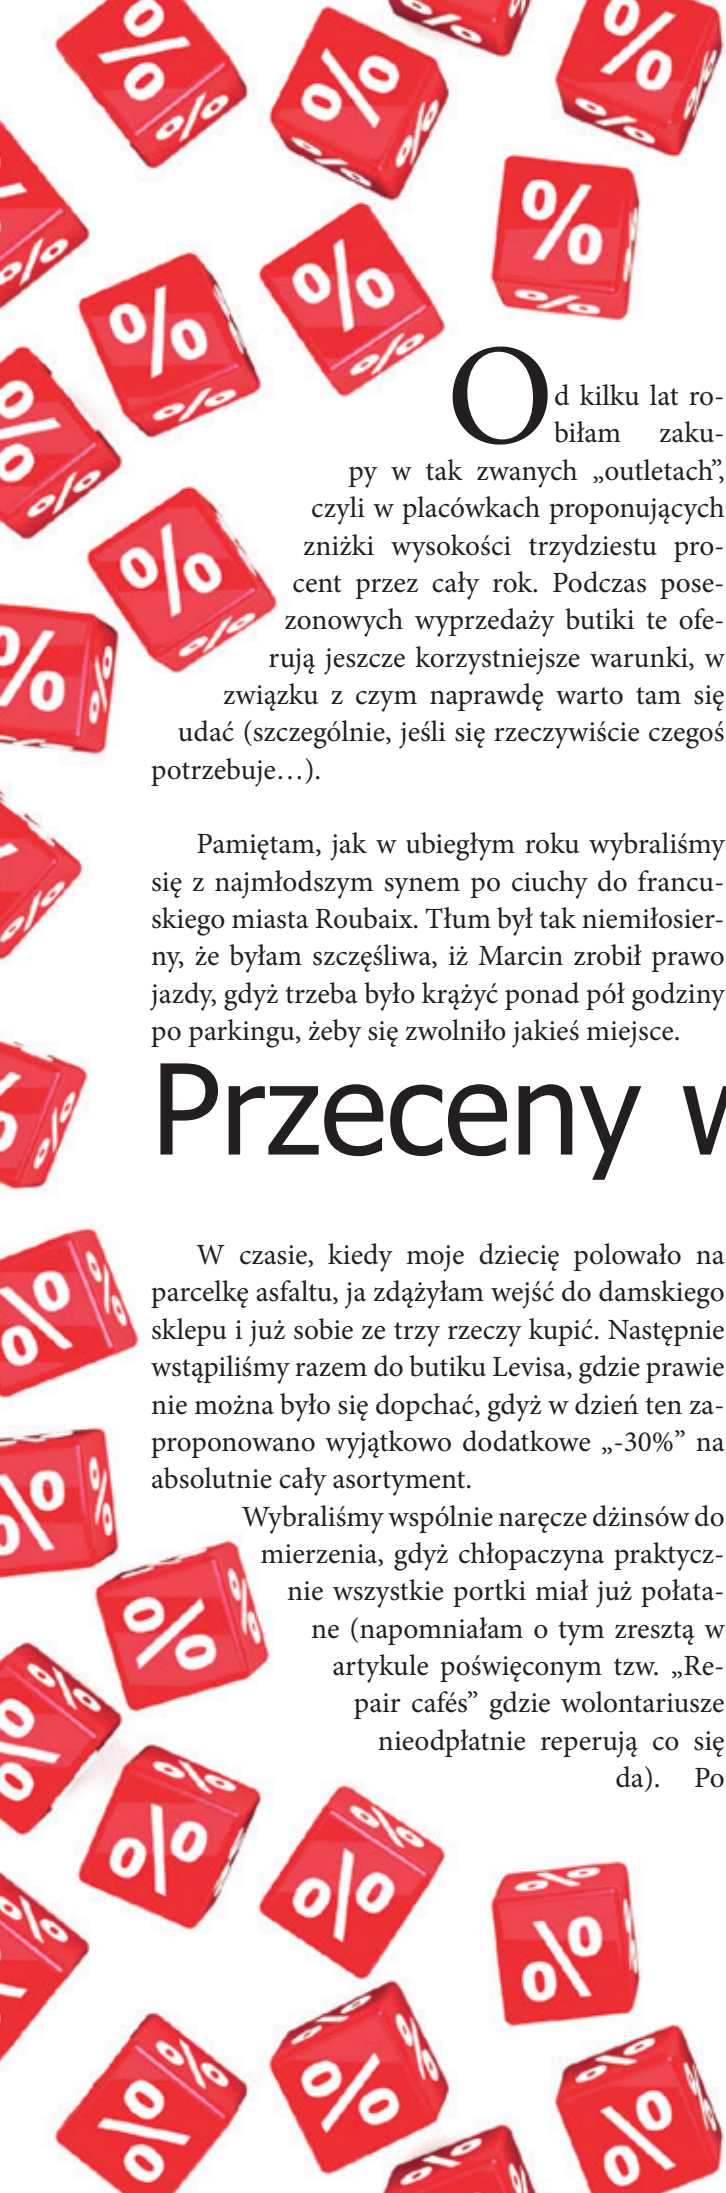 Od kilku lat ro-
biłam zaku-
py w tak zwanych „outletach”,
czyli w placówkach proponujących
zniżki wysokości trzydziestu pro-
cent przez cały rok. Podczas pose-
zonowych wyprzedaży butiki te ofe-
rują jeszcze korzystniejsze warunki, w
związku z czym naprawdę warto tam się
udać (szczególnie, jeśli się rzeczywiście czegoś
potrzebuje…).
Pamiętam, jak w ubiegłym roku wybraliśmy
się z najmłodszym synem po ciuchy do francu-
skiego miasta Roubaix. Tłum był tak niemiłosier-
ny, że byłam szczęśliwa, iż Marcin zrobił prawo
jazdy, gdyż trzeba było krążyć ponad pół godziny
po parkingu, żeby się zwolniło jakieś miejsce.
Przeceny w
W czasie, kiedy moje dziecię polowało na
parcelkę asfaltu, ja zdążyłam wejść do damskiego
sklepu i już sobie ze trzy rzeczy kupić. Następnie
wstąpiliśmy razem do butiku Levisa, gdzie prawie
nie można było się dopchać, gdyż w dzień ten za-
proponowano wyjątkowo dodatkowe „-30%” na
absolutnie cały asortyment.
Wybraliśmy wspólnie naręcze dżinsów do
mierzenia, gdyż chłopaczyna praktycz-
nie wszystkie portki miał już połata-
ne (napomniałam o tym zresztą w
artykule poświęconym tzw. „Re-
pair cafés” gdzie wolontariusze
nieodpłatnie reperują co się
da). Po